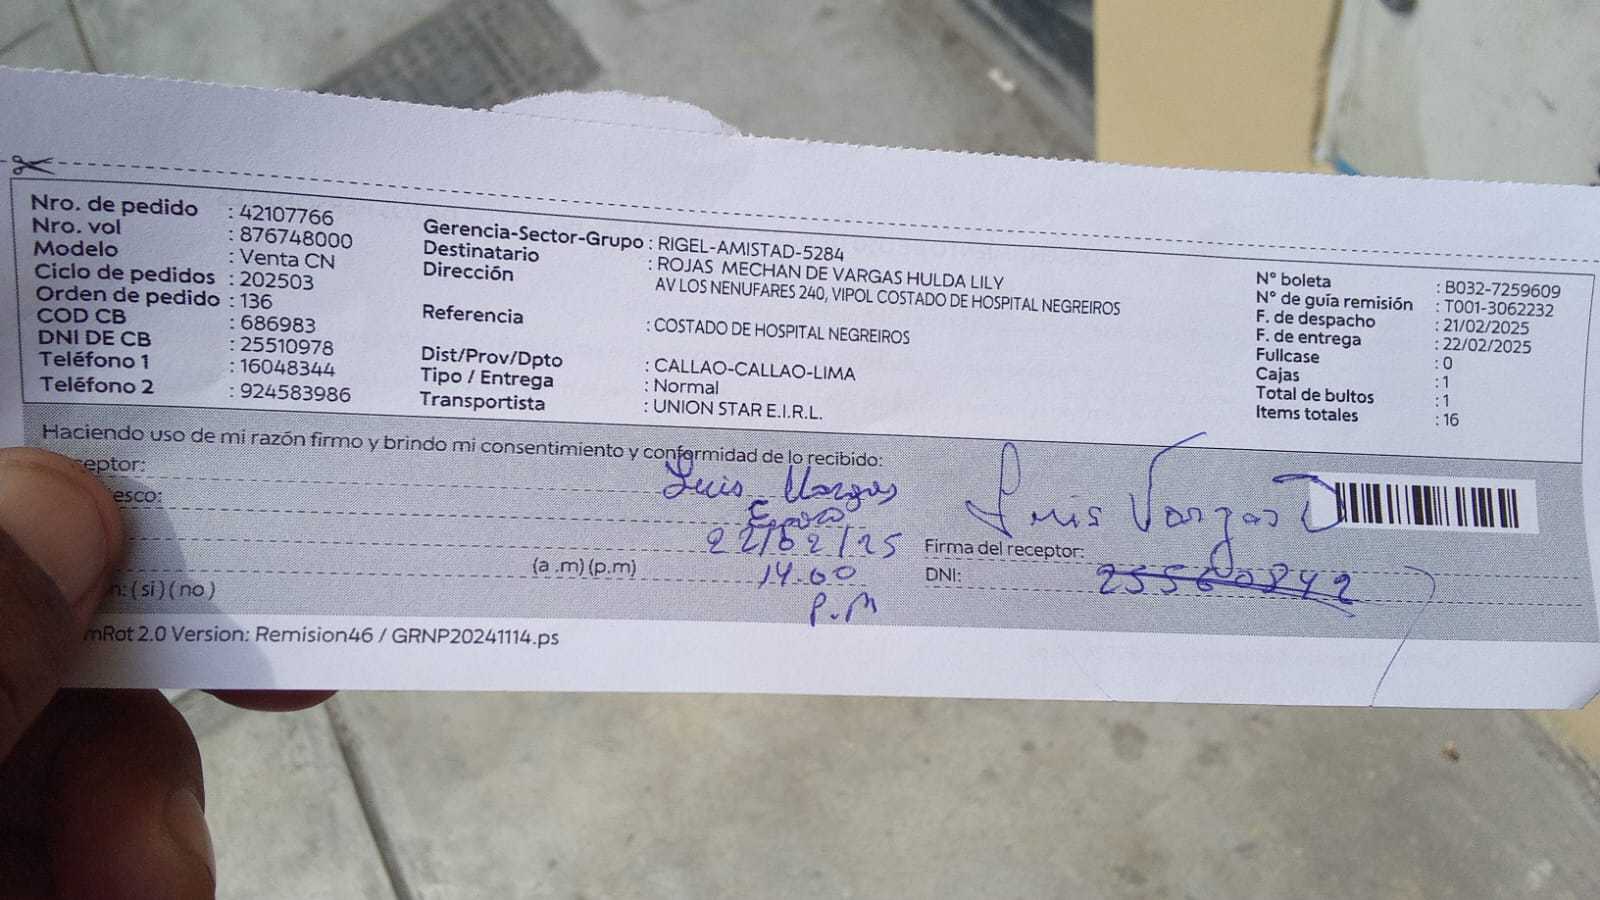 Nro. de pedido : 42107766
Nro. vol : 876748000
Modelo : Venta CN
Ciclo de pedidos : 202503
Orden de pedido : 136
COD CB : 686983
DNI DE CB : 25510978
Teléfono 1 : 16048344
Teléfono 2 : 924583986
Gerencia-Sector-Grupo : RIGEL-AMISTAD-5284
Destinatario : ROJAS MECHAN DE VARGAS HULDA LILY
Dirección AV LOS NENUFARES 240, VIPOL COSTADO DE HOSPITAL NEGREIROS
Referencia : COSTADO DE HOSPITAL NEGREIROS
Dist/Prov/Dpto : CALLAO-CALLAO-LIMA
Tipo / Entrega : Normal
Transportista : UNION STAR E.I.R.L.
N° boleta : B032-7259609
N° de guía remisión : T001-3062232
F. de despacho : 21/02/2025
F. de entrega : 22/02/2025
Fullcase : 0
Cajas : 1
Total de bultos : 1
Items totales : 16
Haciendo uso de mi razón firmo y brindo mi consentimiento y conformidad de lo recibido:
eptor: Luis Vargas
esco: Esposo
22/02/25
(a .m) (p.m) 14.00
n: ( si ) ( no ) P.M
Luis Vargas D
Firma del receptor:
DNI: 25560842
mRot 2.0 Version: Remision46 / GRNP20241114.ps